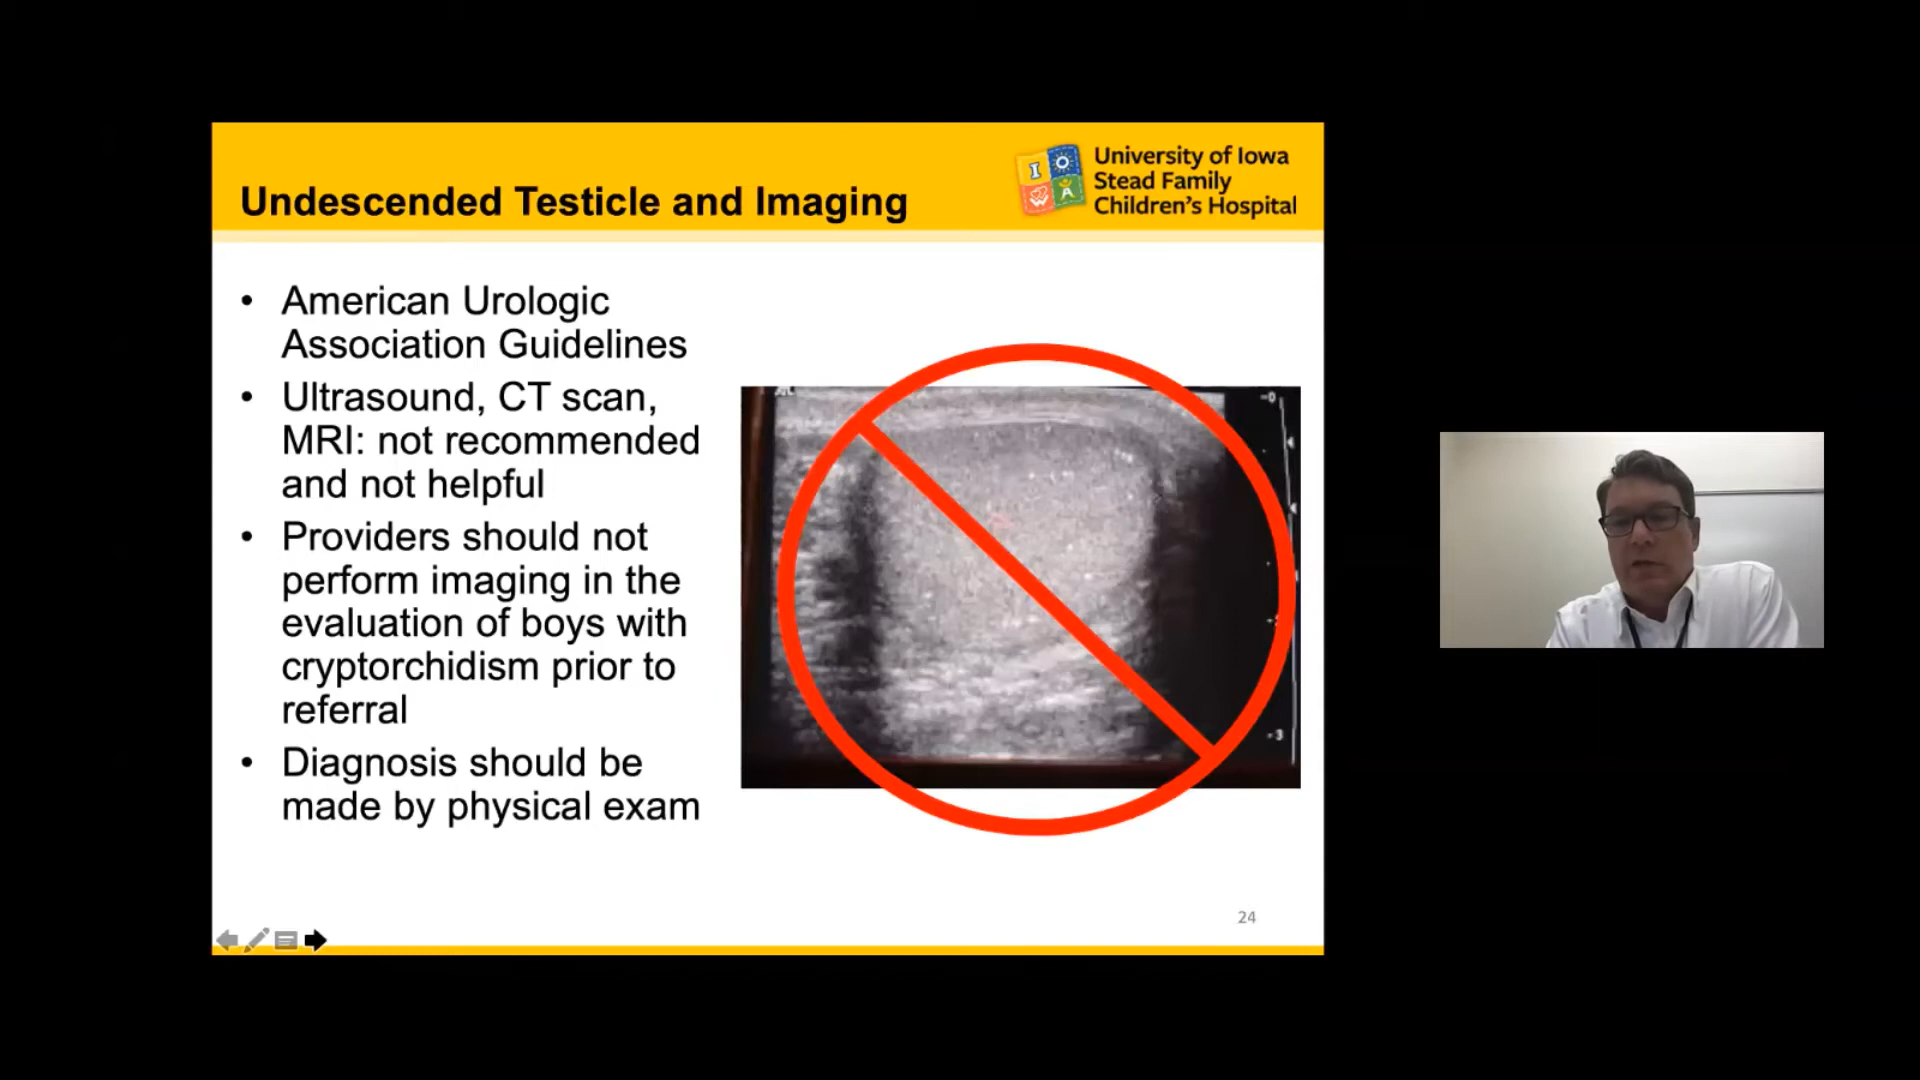 Undescended Testicle and Imaging
I
O
W
A
University of Iowa
Stead Family
Children's Hospital
• American Urologic
Association Guidelines
• Ultrasound, CT scan,
MRI: not recommended
and not helpful
• Providers should not
perform imaging in the
evaluation of boys with
cryptorchidism prior to
referral
• Diagnosis should be
made by physical exam
-0
-3
24